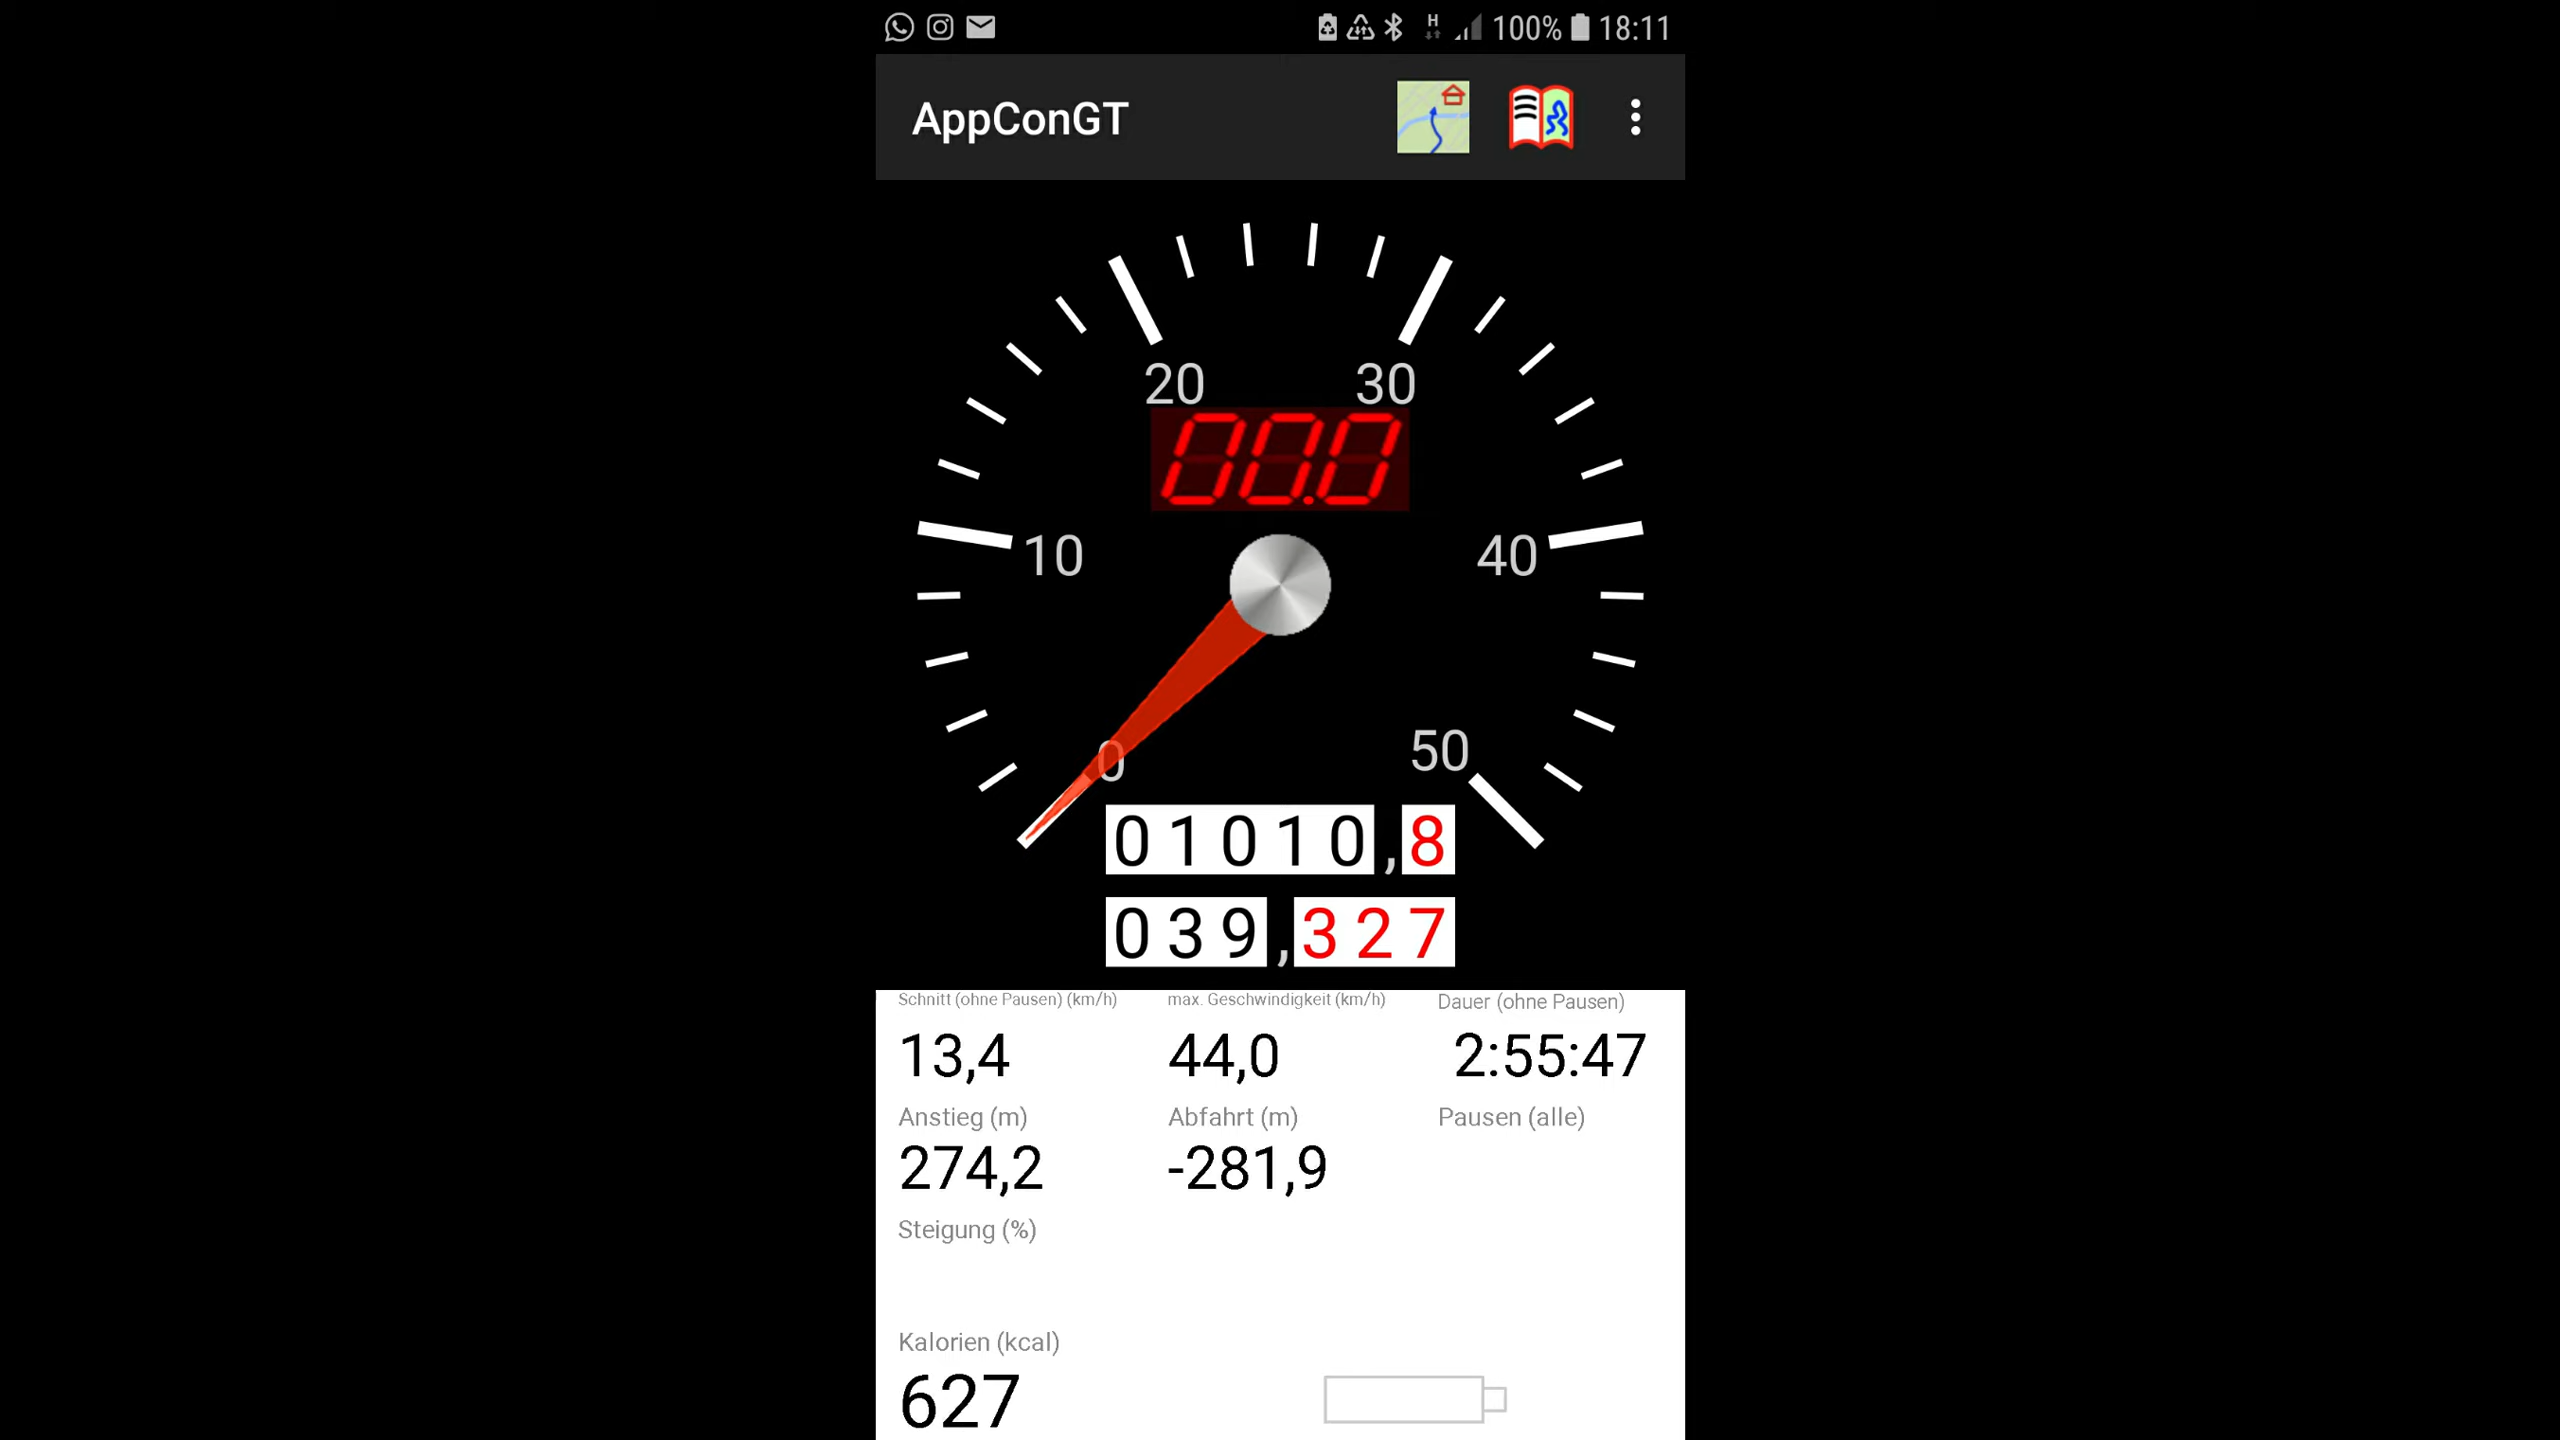 H 100% 18:11
AppConGT
20 30
00.0
10 40
0 50
01010,8
039,327
Schnitt (ohne Pausen) (km/h) max. Geschwindigkeit (km/h) Dauer (ohne Pausen)
13,4 44,0 2:55:47
Anstieg (m) Abfahrt (m) Pausen (alle)
274,2 -281,9
Steigung (%)
Kalorien (kcal)
627